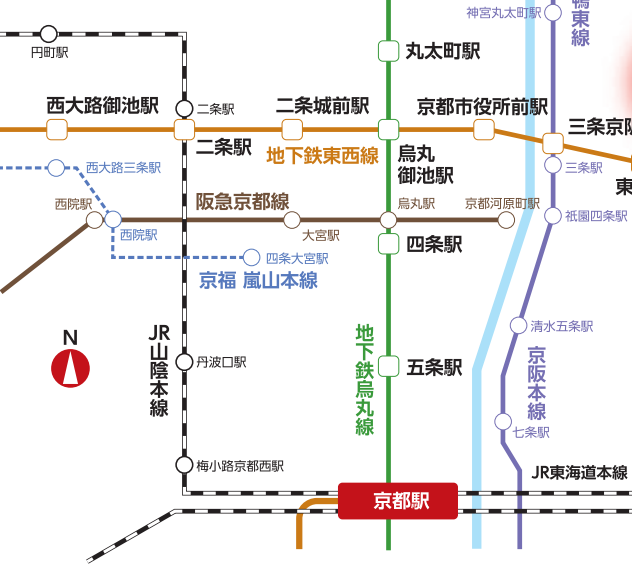 神宮丸太町駅
鴨東線
円町駅
丸太町駅
西大路御池駅
二条駅
二条城前駅
京都市役所前駅
三条京阪
二条駅
地下鉄東西線
烏丸
御池駅
西大路三条駅
三条駅
東
西院駅
阪急京都線
烏丸駅
京都河原町駅
祇園四条駅
西院駅
大宮駅
四条駅
四条大宮駅
京福 嵐山本線
N
JR山陰本線
地下鉄烏丸線
清水五条駅
京阪本線
丹波口駅
五条駅
七条駅
梅小路京都西駅
JR東海道本線
京都駅